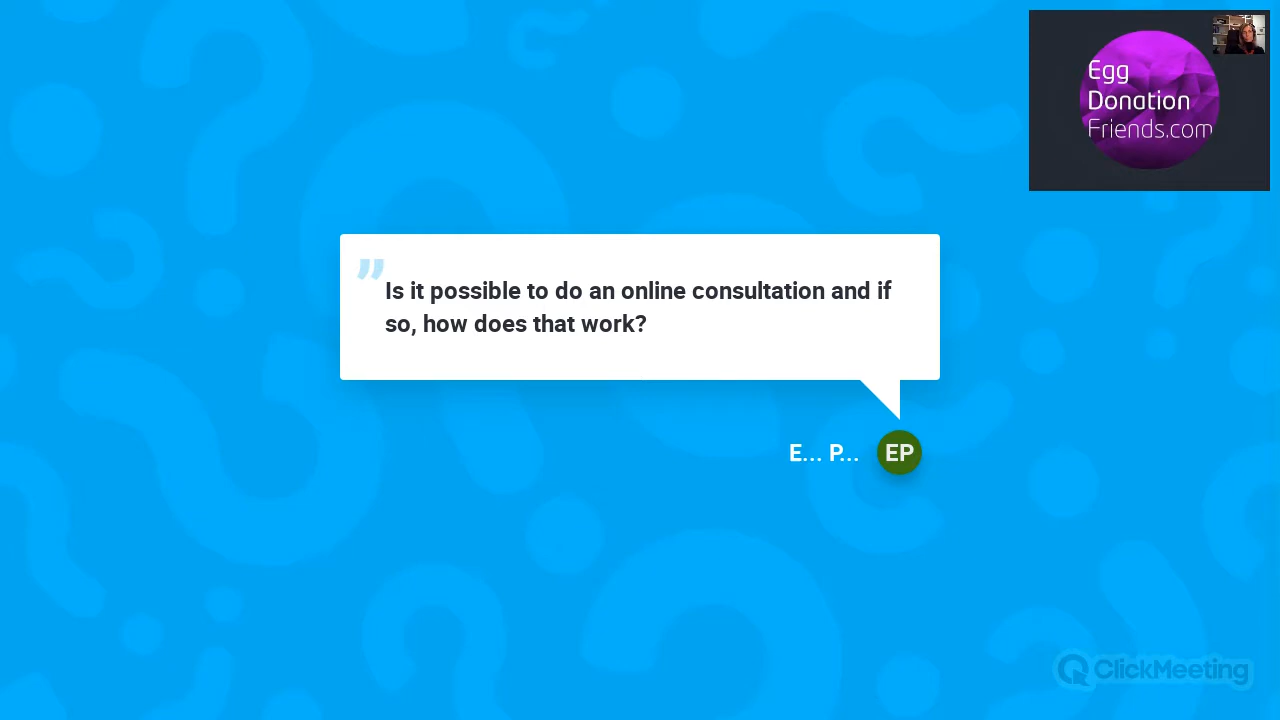 Egg
Donation
Friends.com
”
Is it possible to do an online consultation and if
so, how does that work?
E... P...
EP
ClickMeeting